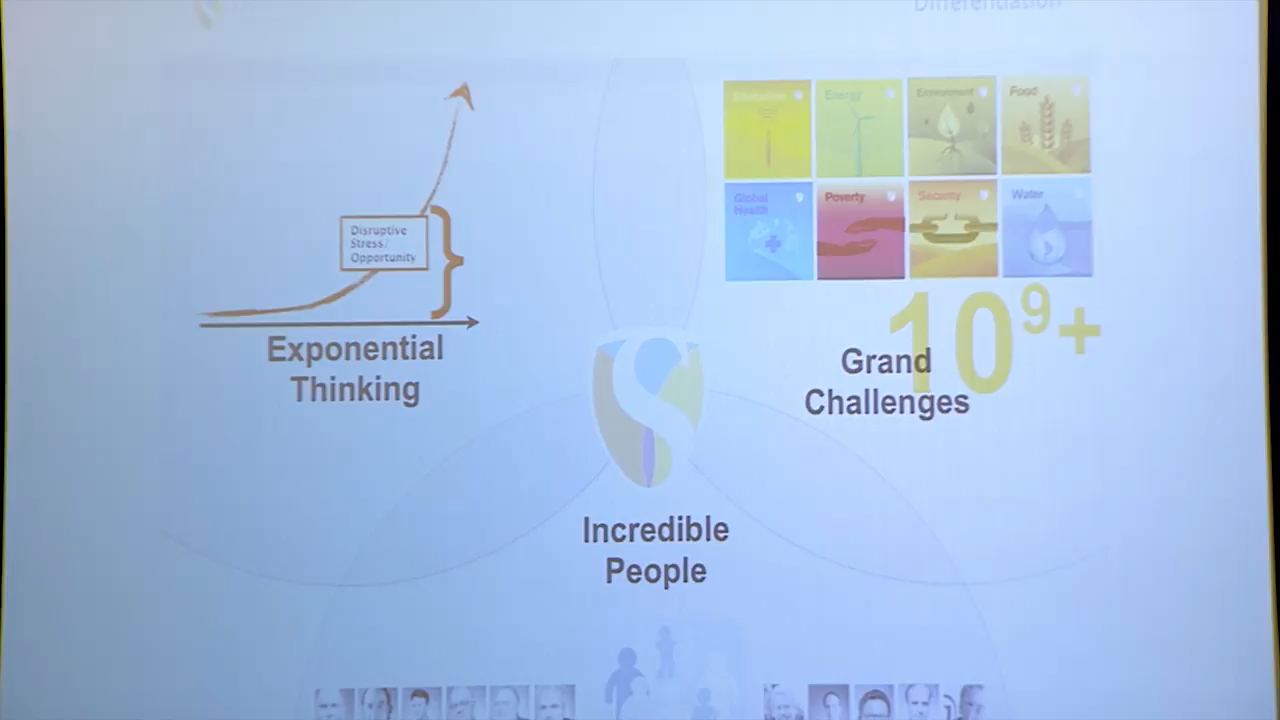 Differentiation
Education
Energy
Environment
Food
Global
Health
Poverty
Security
Water
Disruptive
Stress/
Opportunity
Exponential
Thinking
10⁹+
Grand
Challenges
Incredible
People